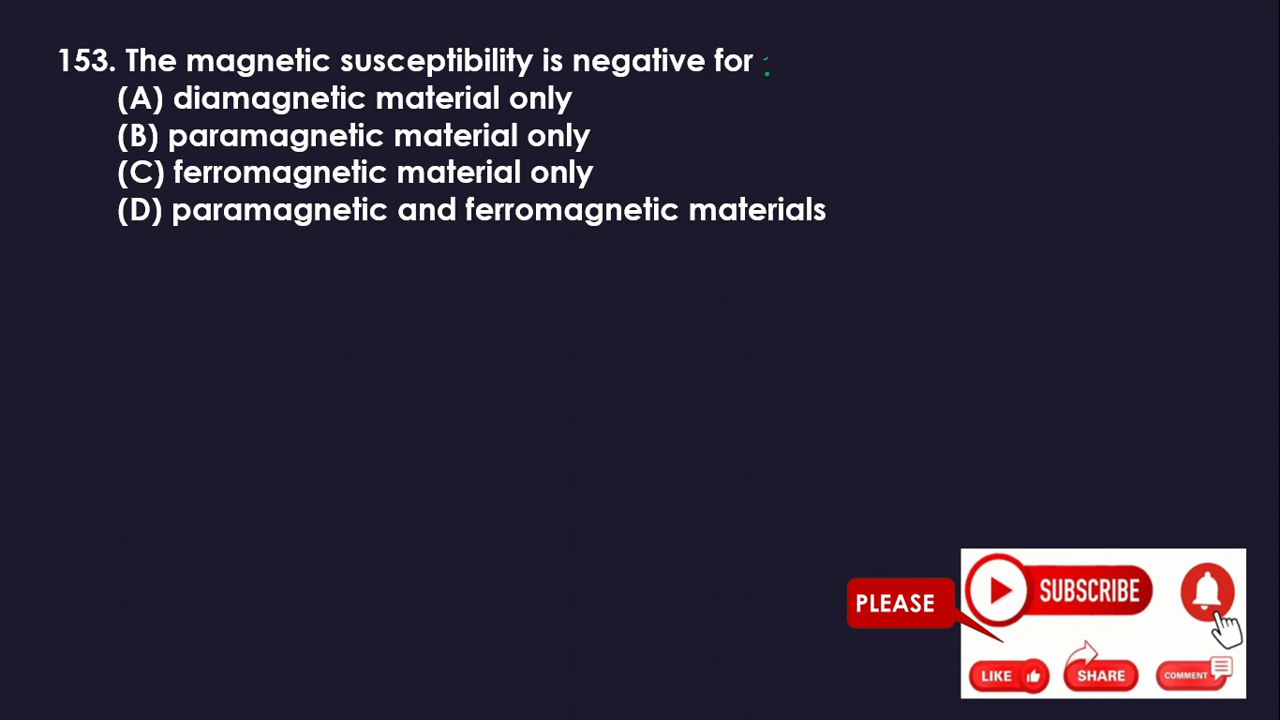 153. The magnetic susceptibility is negative for :
(A) diamagnetic material only
(B) paramagnetic material only
(C) ferromagnetic material only
(D) paramagnetic and ferromagnetic materials
PLEASE
SUBSCRIBE
LIKE
SHARE
COMMENT